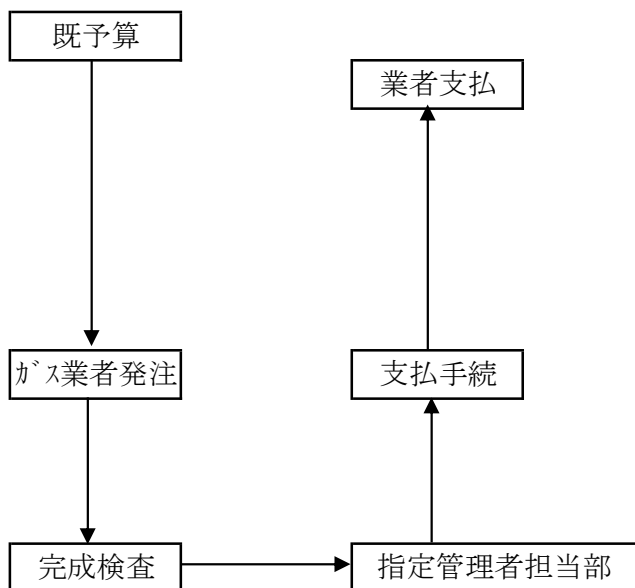 既予算
業者支払
ｶﾞｽ業者発注
支払手続
完成検査
指定管理者担当部